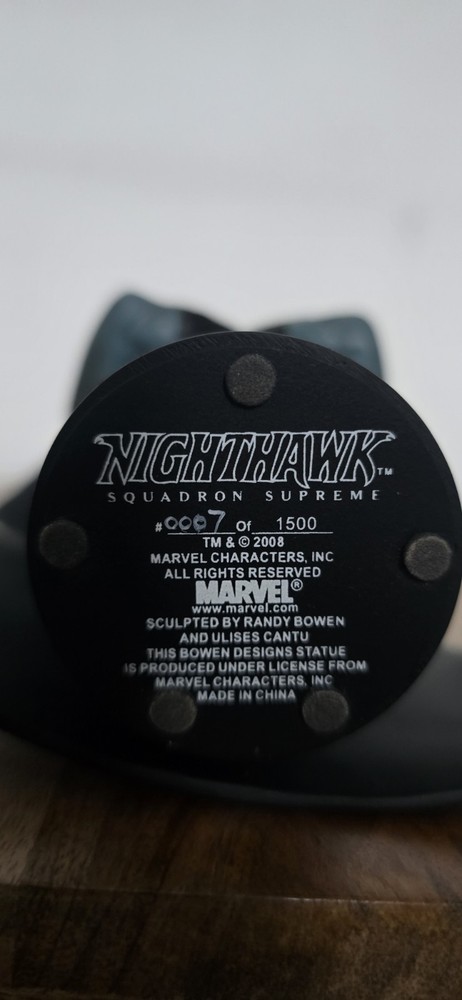 NIGHTHAWK™
SQUADRON SUPREME
#0007 Of 1500
TM & © 2008
MARVEL CHARACTERS, INC
ALL RIGHTS RESERVED
MARVEL®
www.marvel.com
SCULPTED BY RANDY BOWEN
AND ULISES CANTU
THIS BOWEN DESIGNS STATUE
IS PRODUCED UNDER LICENSE FROM
MARVEL CHARACTERS, INC
MADE IN CHINA